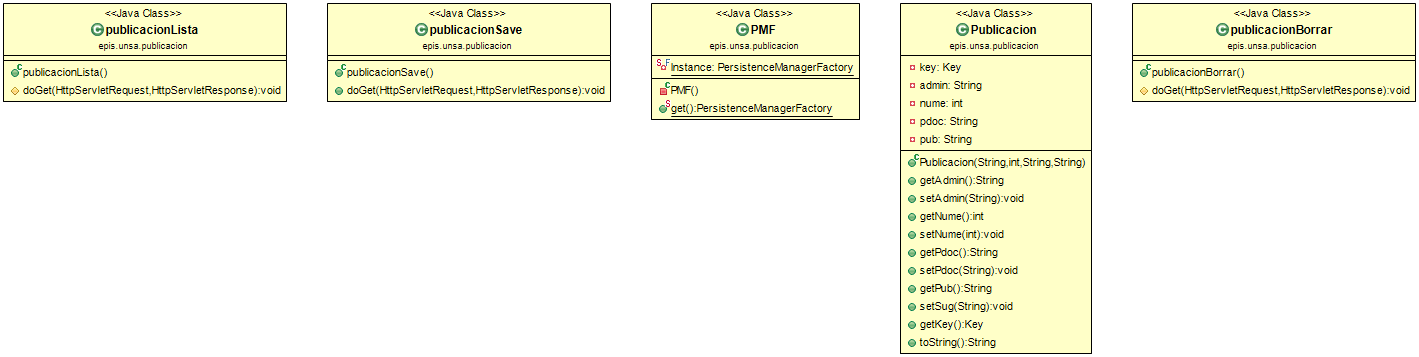 <<Java Class>>
publicacionLista
epis.unsa.publicacion
publicacionLista()
doGet(HttpServletRequest,HttpServletResponse):void
<<Java Class>>
publicacionSave
epis.unsa.publicacion
publicacionSave()
doGet(HttpServletRequest,HttpServletResponse):void
<<Java Class>>
PMF
epis.unsa.publicacion
Instance: PersistenceManagerFactory
PMF()
get():PersistenceManagerFactory
<<Java Class>>
Publicacion
epis.unsa.publicacion
key: Key
admin: String
nume: int
pdoc: String
pub: String
Publicacion(String,int,String,String)
getAdmin():String
setAdmin(String):void
getNume():int
setNume(int):void
getPdoc():String
setPdoc(String):void
getPub():String
setSug(String):void
getKey():Key
toString():String
<<Java Class>>
publicacionBorrar
epis.unsa.publicacion
publicacionBorrar()
doGet(HttpServletRequest,HttpServletResponse):void